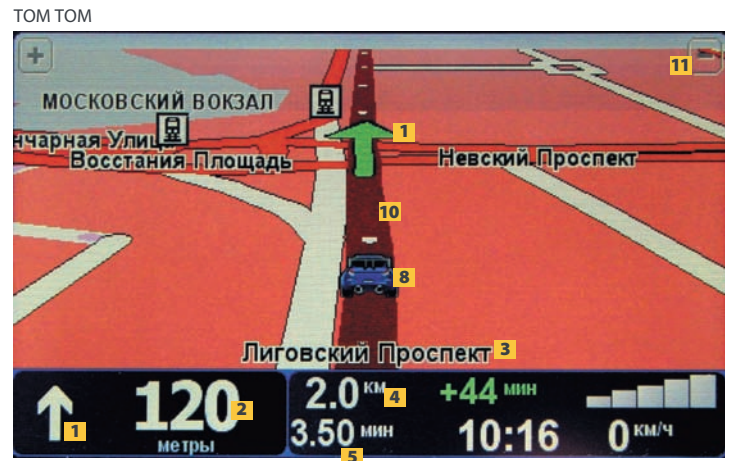 TOM TOM
+ 11 -
МОСКОВСКИЙ ВОКЗАЛ
1
нчарная Улиц
Восстания Площадь Невский Проспект
10
8
Лиговский Проспект 3
120 2 2.0 км 4 +44 мин
1 метры 3.50 мин 10:16 0 км/ч
5